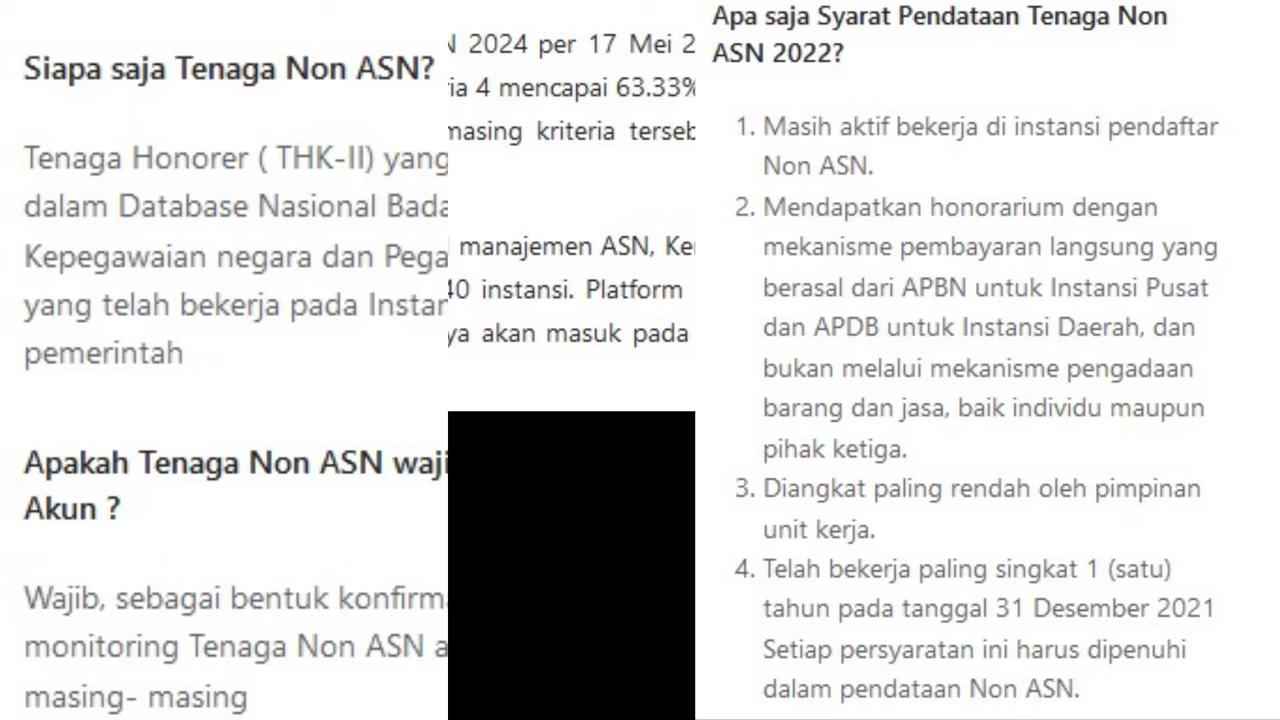 Siapa saja Tenaga Non ASN?
Tenaga Honorer ( THK-II) yang
dalam Database Nasional Bada
Kepegawaian negara dan Pega
yang telah bekerja pada Instan
pemerintah
Apakah Tenaga Non ASN waji
Akun ?
Wajib, sebagai bentuk konfirma
monitoring Tenaga Non ASN a
masing- masing
N 2024 per 17 Mei 2
ria 4 mencapai 63.33%
masing kriteria terseb
manajemen ASN, Ke
40 instansi. Platform
ya akan masuk pada
Apa saja Syarat Pendataan Tenaga Non
ASN 2022?
1. Masih aktif bekerja di instansi pendaftar
Non ASN.
2. Mendapatkan honorarium dengan
mekanisme pembayaran langsung yang
berasal dari APBN untuk Instansi Pusat
dan APDB untuk Instansi Daerah, dan
bukan melalui mekanisme pengadaan
barang dan jasa, baik individu maupun
pihak ketiga.
3. Diangkat paling rendah oleh pimpinan
unit kerja.
4. Telah bekerja paling singkat 1 (satu)
tahun pada tanggal 31 Desember 2021
Setiap persyaratan ini harus dipenuhi
dalam pendataan Non ASN.